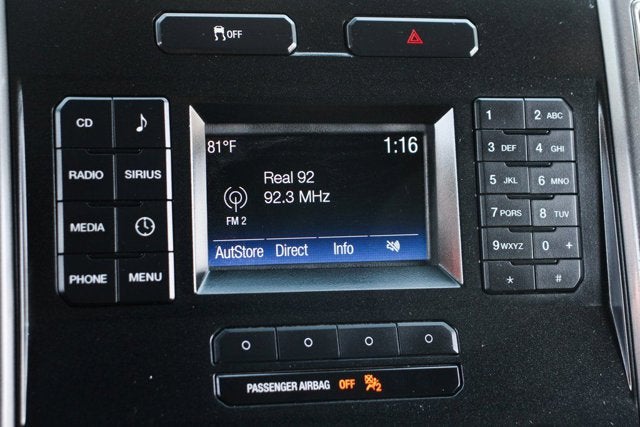 OFF
CD
RADIO SIRIUS
MEDIA
PHONE MENU
81°F 1:16
Real 92
92.3 MHz
FM 2
AutoStore Direct Info
1 2 ABC
3 DEF 4 GHI
5 JKL 6 MNO
7 PQRS 8 TUV
9 WXYZ 0 +
* #
PASSENGER AIRBAG OFF 2